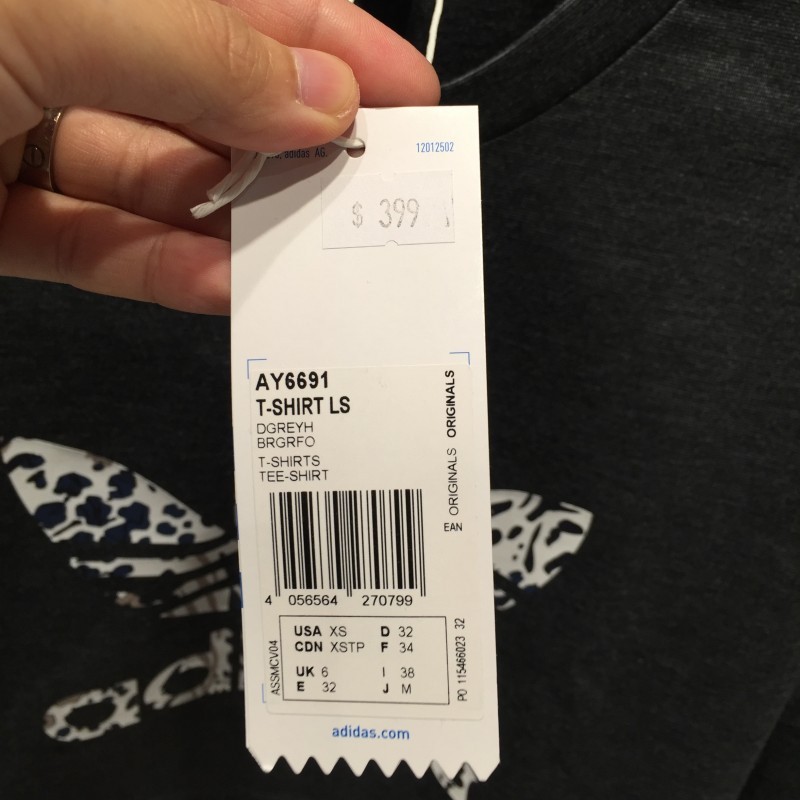 adidas AG.
12012502
$ 399
AY6691
T-SHIRT LS
DGREYH
BRGRFO
T-SHIRTS
TEE-SHIRT
ORIGINALS ORIGINALS
EAN
4 056564 270799
USA XS D 32
CDN XSTP F 34
UK 6 I 38
E 32 J M
ASSMCV04
PO 115466023 32
adidas.com